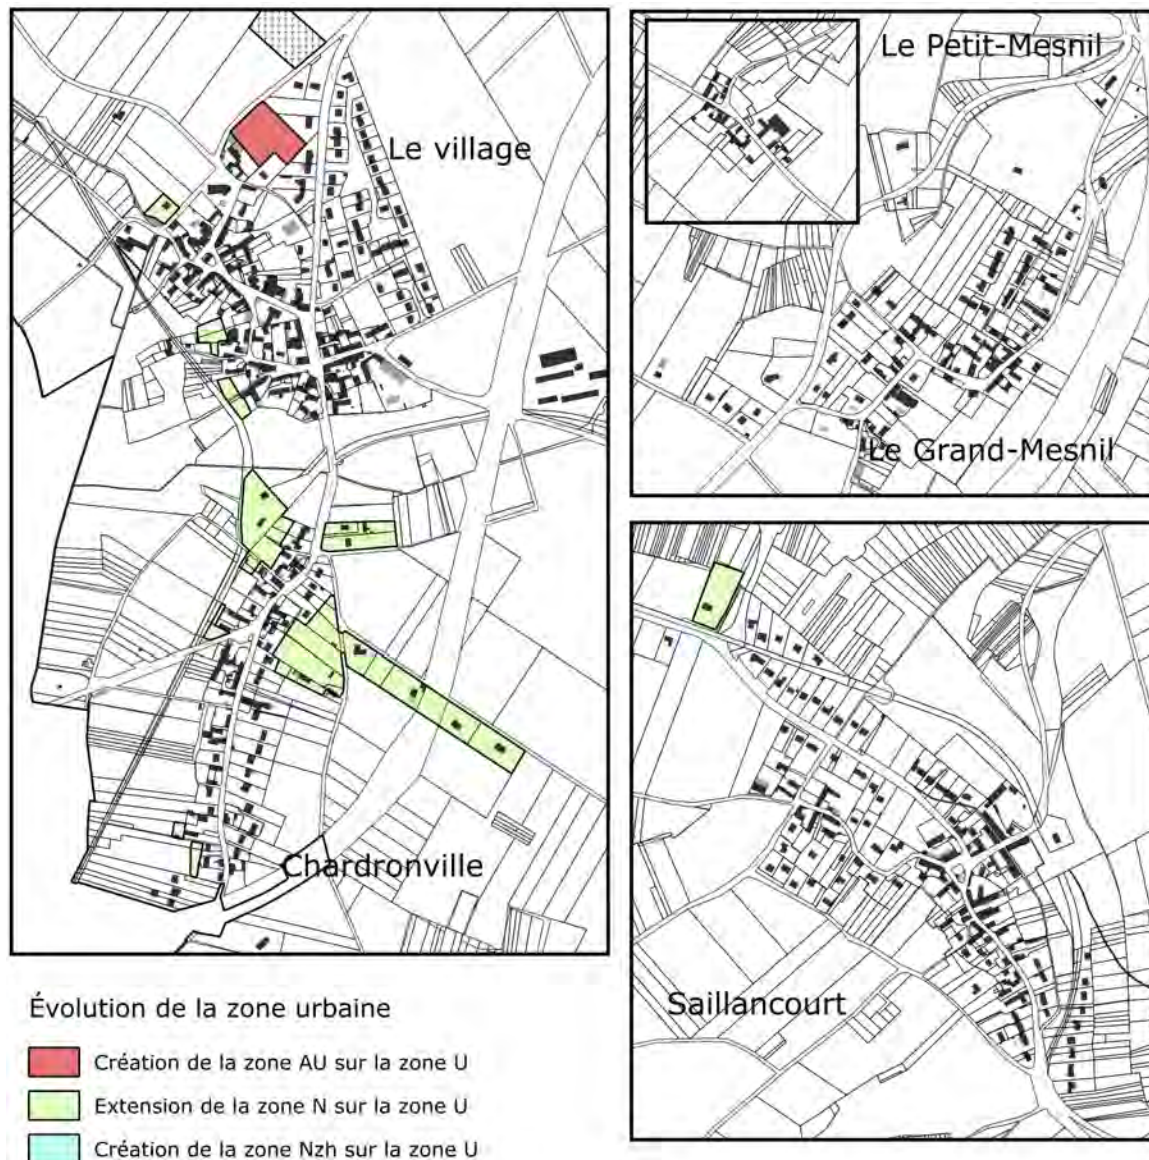 Le village
Chardronville
Le Petit-Mesnil
Le Grand-Mesnil
Saillancourt
Évolution de la zone urbaine
Création de la zone AU sur la zone U
Extension de la zone N sur la zone U
Création de la zone Nzh sur la zone U